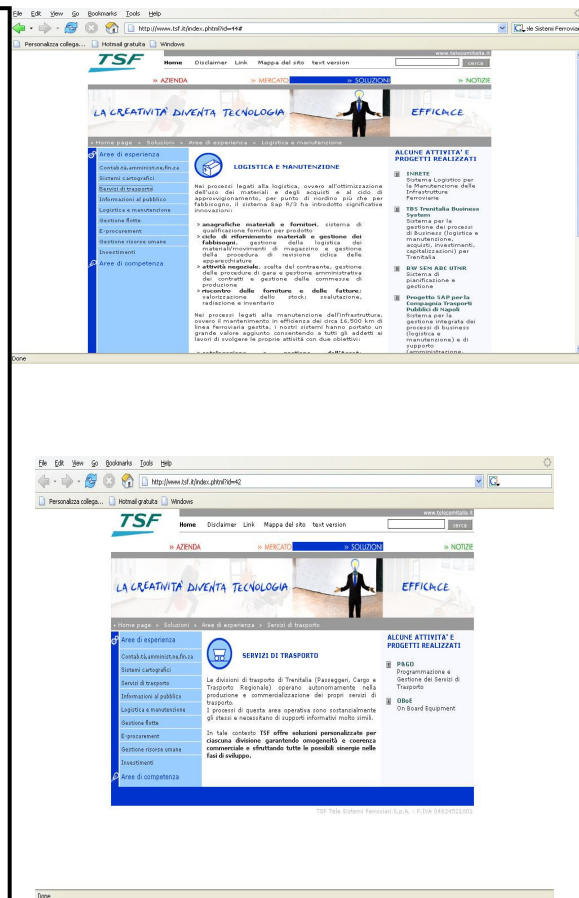 File Edit View Go Bookmarks Tools Help
http://www.tsf.it/index.phtml?id=44#
Personalizza collega... Hotmail gratuita Windows
www.telecomitalia.it
TSF Home Disclaimer Link Mappa del sito text version cerca
» AZIENDA » MERCATO » SOLUZIONI » NOTIZIE
LA CREATIVITA' DIVENTA TECNOLOGIA EFFICACE
Home page » Soluzioni » Aree di esperienza » Logistica e manutenzione
Aree di esperienza
Contabità,amminist.ne,fin.za
Sistemi cartografici
Servizi di trasporto
Informazioni al pubblico
Logistica e manutenzione
Gestione flotte
E-procurement
Gestione risorse umane
Investimenti
Aree di competenza
LOGISTICA E MANUTENZIONE
Nei processi legati alla logistica, ovvero all'ottimizzazione
dell'uso dei materiali e degli acquisti e al ciclo di
approvvigionamento, per punto di riordino più che per
fabbisogno, il sistema Sap R/3 ha introdotto significative
innovazioni:
> anagrafiche materiali e fornitori, sistema di
qualificazione fornitori per prodotto
> ciclo di rifornimento materiali e gestione dei
fabbisogni, gestione della logistica dei
materiali/movimenti di magazzino e gestione
della procedura di revisione ciclica delle
apparecchiature
> attività negoziale, scelta del contraente, gestione
delle procedure di gara e gestione amministrativa
dei contratti e gestione delle commesse di
produzione
> riscontro delle forniture e delle fatture;
valorizzazione dello stock; svalutazione,
radiazione e inventario
Nei processi legati alla manutenzione dell'infrastruttura,
ovvero il mantenimento in efficienza dei circa 16.500 km di
linea ferroviaria gestita, i nostri sistemi hanno portato un
grande valore aggiunto consentendo a tutti gli addetti ai
lavori di svolgere le proprie attività con due obiettivi:
ALCUNE ATTIVITA' E
PROGETTI REALIZZATI
INRETE
Sistema Logistico per
la Manutenzione delle
Infrastrutture
Ferroviarie
TBS Trenitalia Business
System
Sistema per la
gestione dei processi
di Business (logistica e
manutenzione,
acquisti, investimenti,
capitalizzazioni) per
Trenitalia
BW SEM ABC UTMR
Sistema di
pianificazione e
gestione
Progetto SAP per la
Compagnia Trasporti
Pubblici di Napoli
Sistema per la
gestione integrata dei
processi di business
(logistica e
manutenzione) e di
supporto
(amministrazione,
Done
File Edit View Go Bookmarks Tools Help
http://www.tsf.it/index.phtml?id=42
Personalizza collega... Hotmail gratuita Windows
www.telecomitalia.it
TSF Home Disclaimer Link Mappa del sito text version cerca
» AZIENDA » MERCATO » SOLUZIONI » NOTIZIE
LA CREATIVITA' DIVENTA TECNOLOGIA EFFICACE
Home page » Soluzioni » Aree di esperienza » Servizi di trasporto
Aree di esperienza
Contabità,amminist.ne,fin.za
Sistemi cartografici
Servizi di trasporto
Informazioni al pubblico
Logistica e manutenzione
Gestione flotte
E-procurement
Gestione risorse umane
Investimenti
Aree di competenza
SERVIZI DI TRASPORTO
Le divisioni di trasporto di Trenitalia (Passeggeri, Cargo e
Trasporto Regionale) operano autonomamente nella
produzione e commercializzazione dei propri servizi di
trasporto.
I processi di questa area operativa sono sostanzialmente
gli stessi e necessitano di supporti informativi molto simili.
In tale contesto TSF offre soluzioni personalizzate per
ciascuna divisione garantendo omogeneità e coerenza
commerciale e sfruttando tutte le possibili sinergie nelle
fasi di sviluppo.
ALCUNE ATTIVITA' E
PROGETTI REALIZZATI
P&GO
Programmazione e
Gestione dei Servizi di
Trasporto
OBoE
On Board Equipment
TSF Tele Sistemi Ferroviari S.p.A. - P.IVA 04624521001
Done